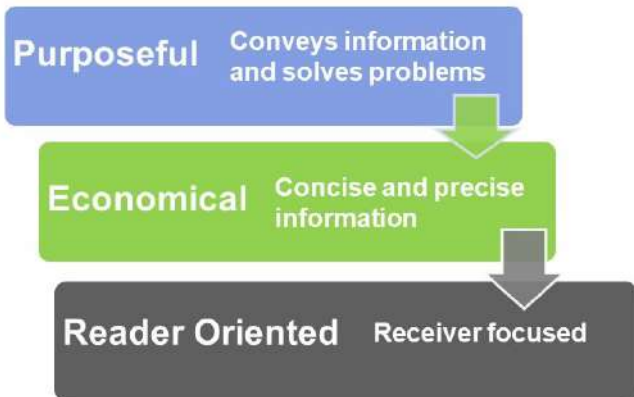 Purposeful
Conveys information
and solves problems
Economical
Concise and precise
information
Reader Oriented
Receiver focused